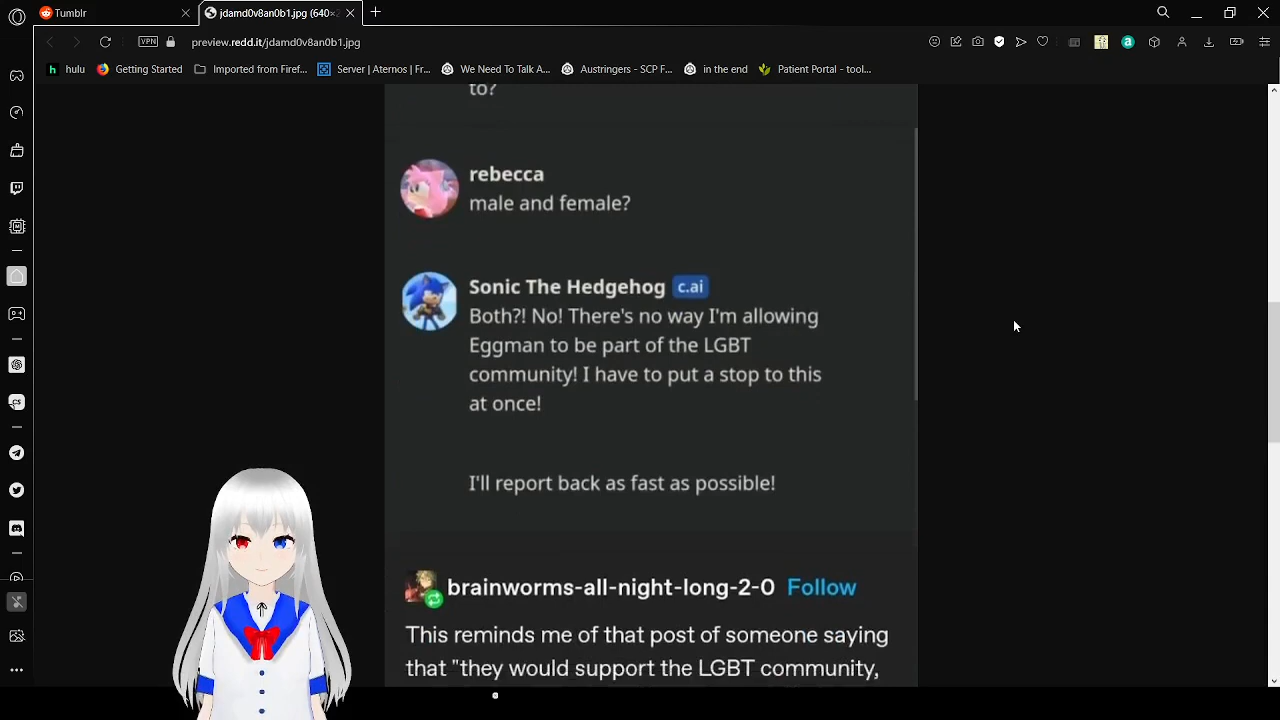 Tumblr
jdamd0v8an0b1.jpg (640×2
preview.redd.it/jdamd0v8an0b1.jpg
VPN
hulu
Getting Started
Imported from Firef...
Server | Aternos | Fr...
We Need To Talk A...
Austringers - SCP F...
in the end
Patient Portal - tool...
to?
rebecca
male and female?
Sonic The Hedgehog c.ai
Both?! No! There's no way I'm allowing
Eggman to be part of the LGBT
community! I have to put a stop to this
at once!
I'll report back as fast as possible!
brainworms-all-night-long-2-0 Follow
This reminds me of that post of someone saying
that "they would support the LGBT community,